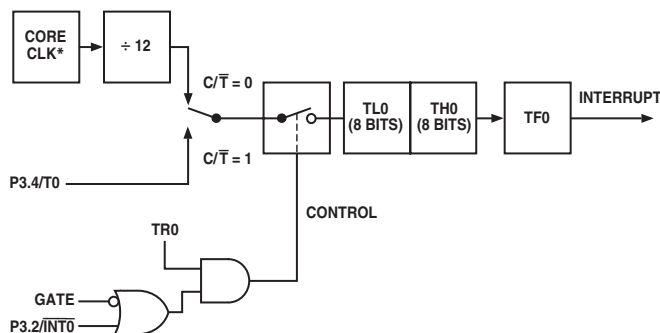 CORE
CLK*
÷ 12
C/T̅ = 0
C/T̅ = 1
P3.4/T0
TL0
(8 BITS)
TH0
(8 BITS)
TF0
INTERRUPT
CONTROL
TR0
GATE
P3.2/I̅N̅T̅0̅